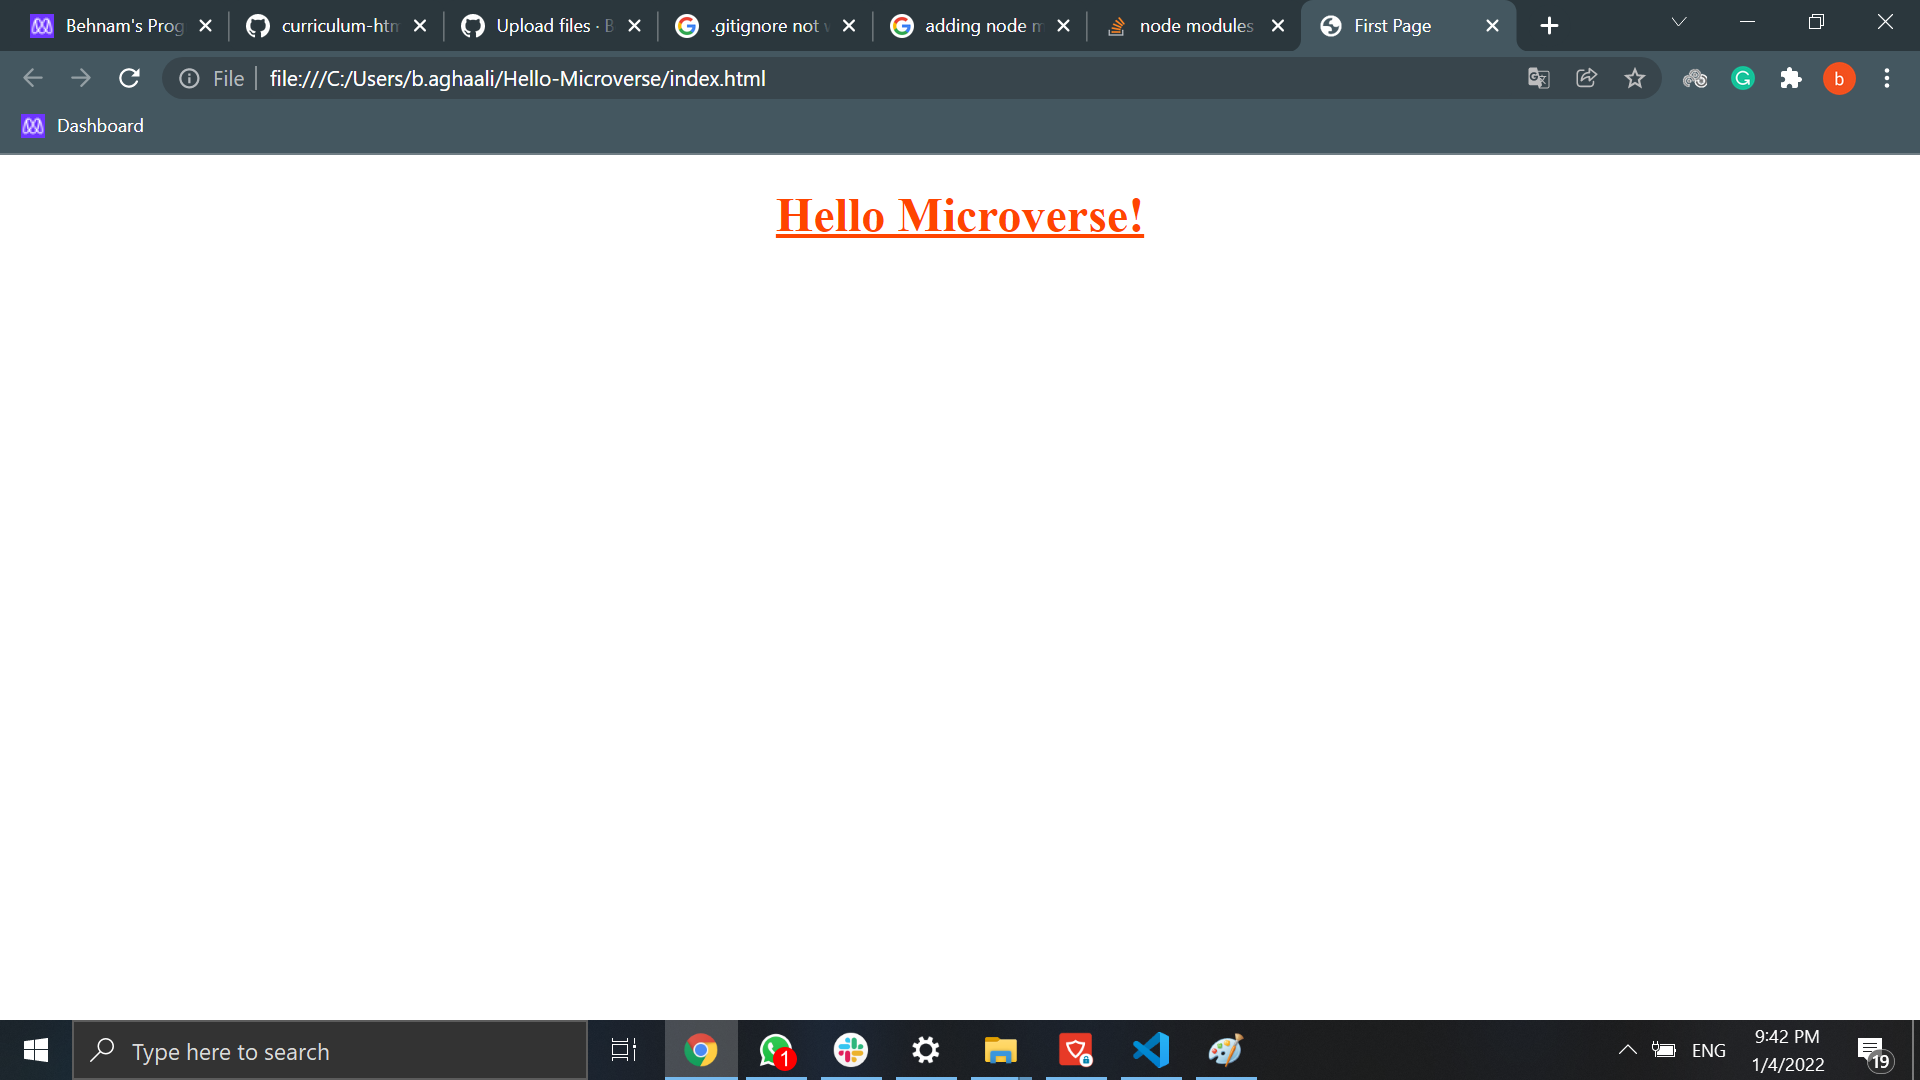 Behnam's Prog
curriculum-htm
Upload files · B
.gitignore not w
adding node m
node modules
First Page
File
file:///C:/Users/b.aghaali/Hello-Microverse/index.html
b
Dashboard
Hello Microverse!
Type here to search
1
ENG
9:42 PM
1/4/2022
19